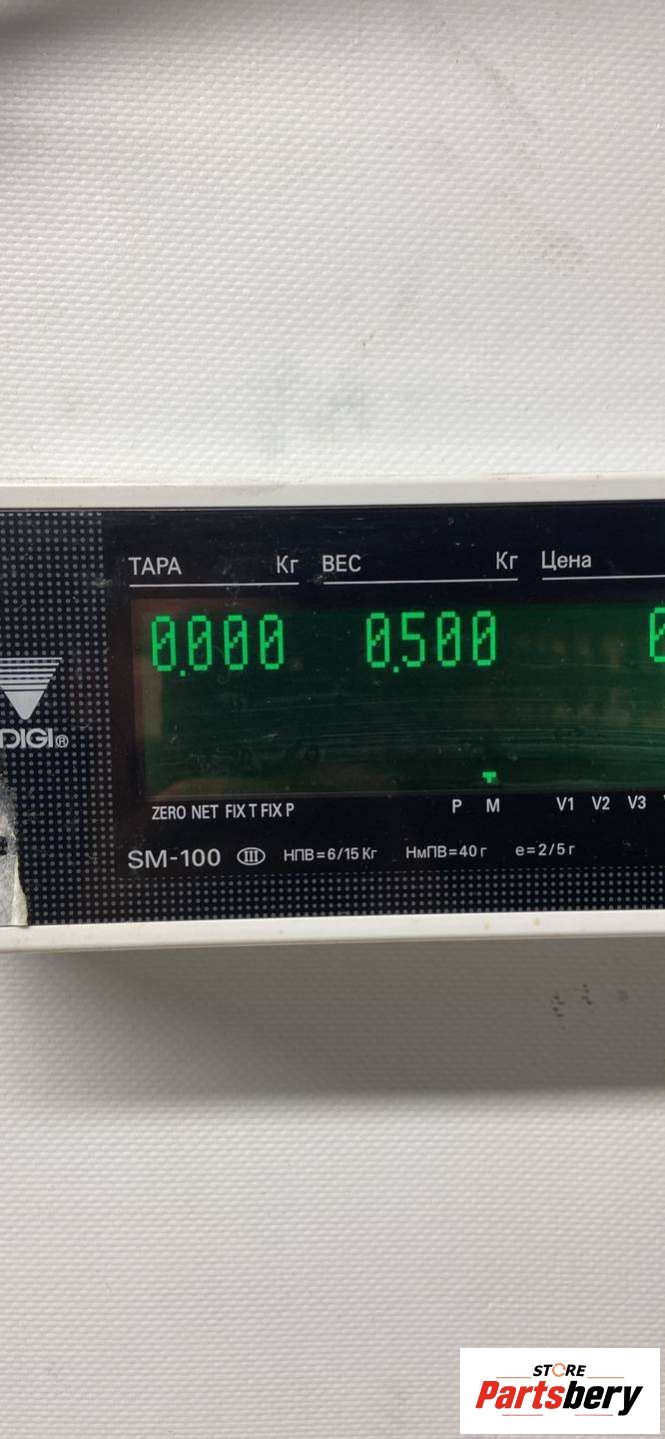 ТАРА Кг ВЕС Кг Цена
0.000 0.500 0
DIGI®
ZERO NET FIX T FIX P P M V1 V2 V3
SM-100 III НПВ=6/15 Кг НмПВ=40 г e=2/5 г
STORE
Partsbery